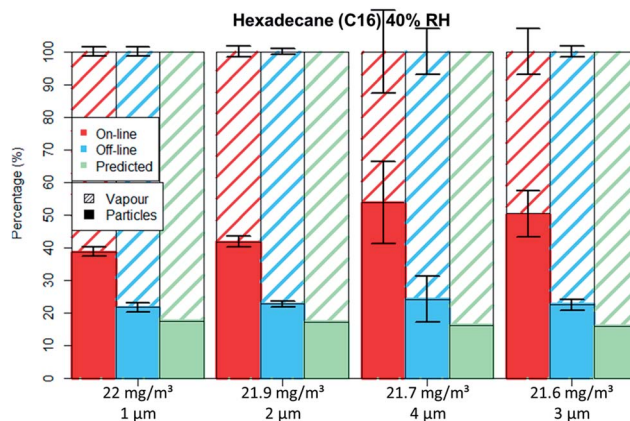 Hexadecane (C16) 40% RH
Percentage (%)
100
90
80
70
60
50
40
30
20
10
0
On-line
Off-line
Predicted
Vapour
Particles
22 mg/m³ 21.9 mg/m³ 21.7 mg/m³ 21.6 mg/m³
1 μm 2 μm 4 μm 3 μm